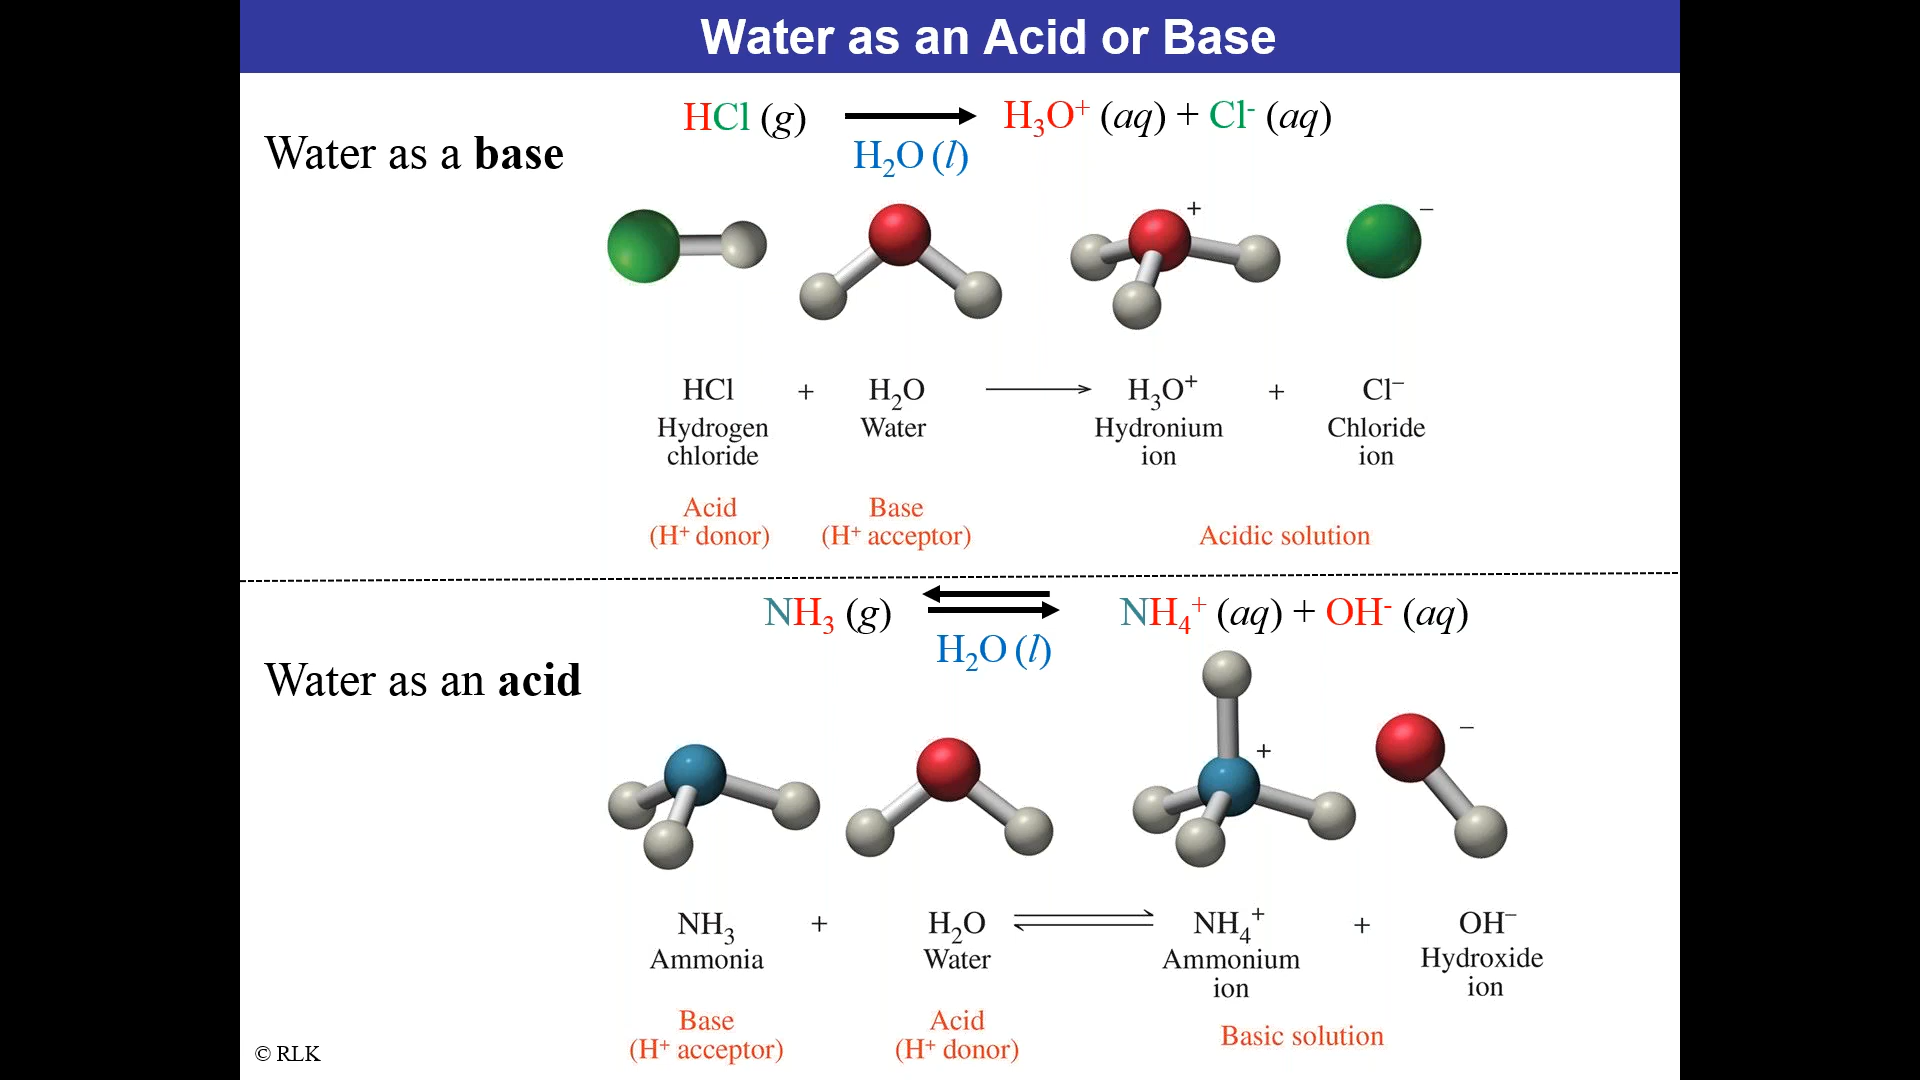 Water as an Acid or Base
HCl (g) → H₃O⁺ (aq) + Cl⁻ (aq)
H₂O (l)
Water as a base
+ –
HCl + H₂O → H₃O⁺ + Cl⁻
Hydrogen Water Hydronium Chloride
chloride ion ion
Acid Base
(H⁺ donor) (H⁺ acceptor) Acidic solution
NH₃ (g) ⇄ NH₄⁺ (aq) + OH⁻ (aq)
H₂O (l)
Water as an acid
+ –
NH₃ + H₂O ⇌ NH₄⁺ + OH⁻
Ammonia Water Ammonium Hydroxide
ion ion
Base Acid Basic solution
(H⁺ acceptor) (H⁺ donor)
© RLK